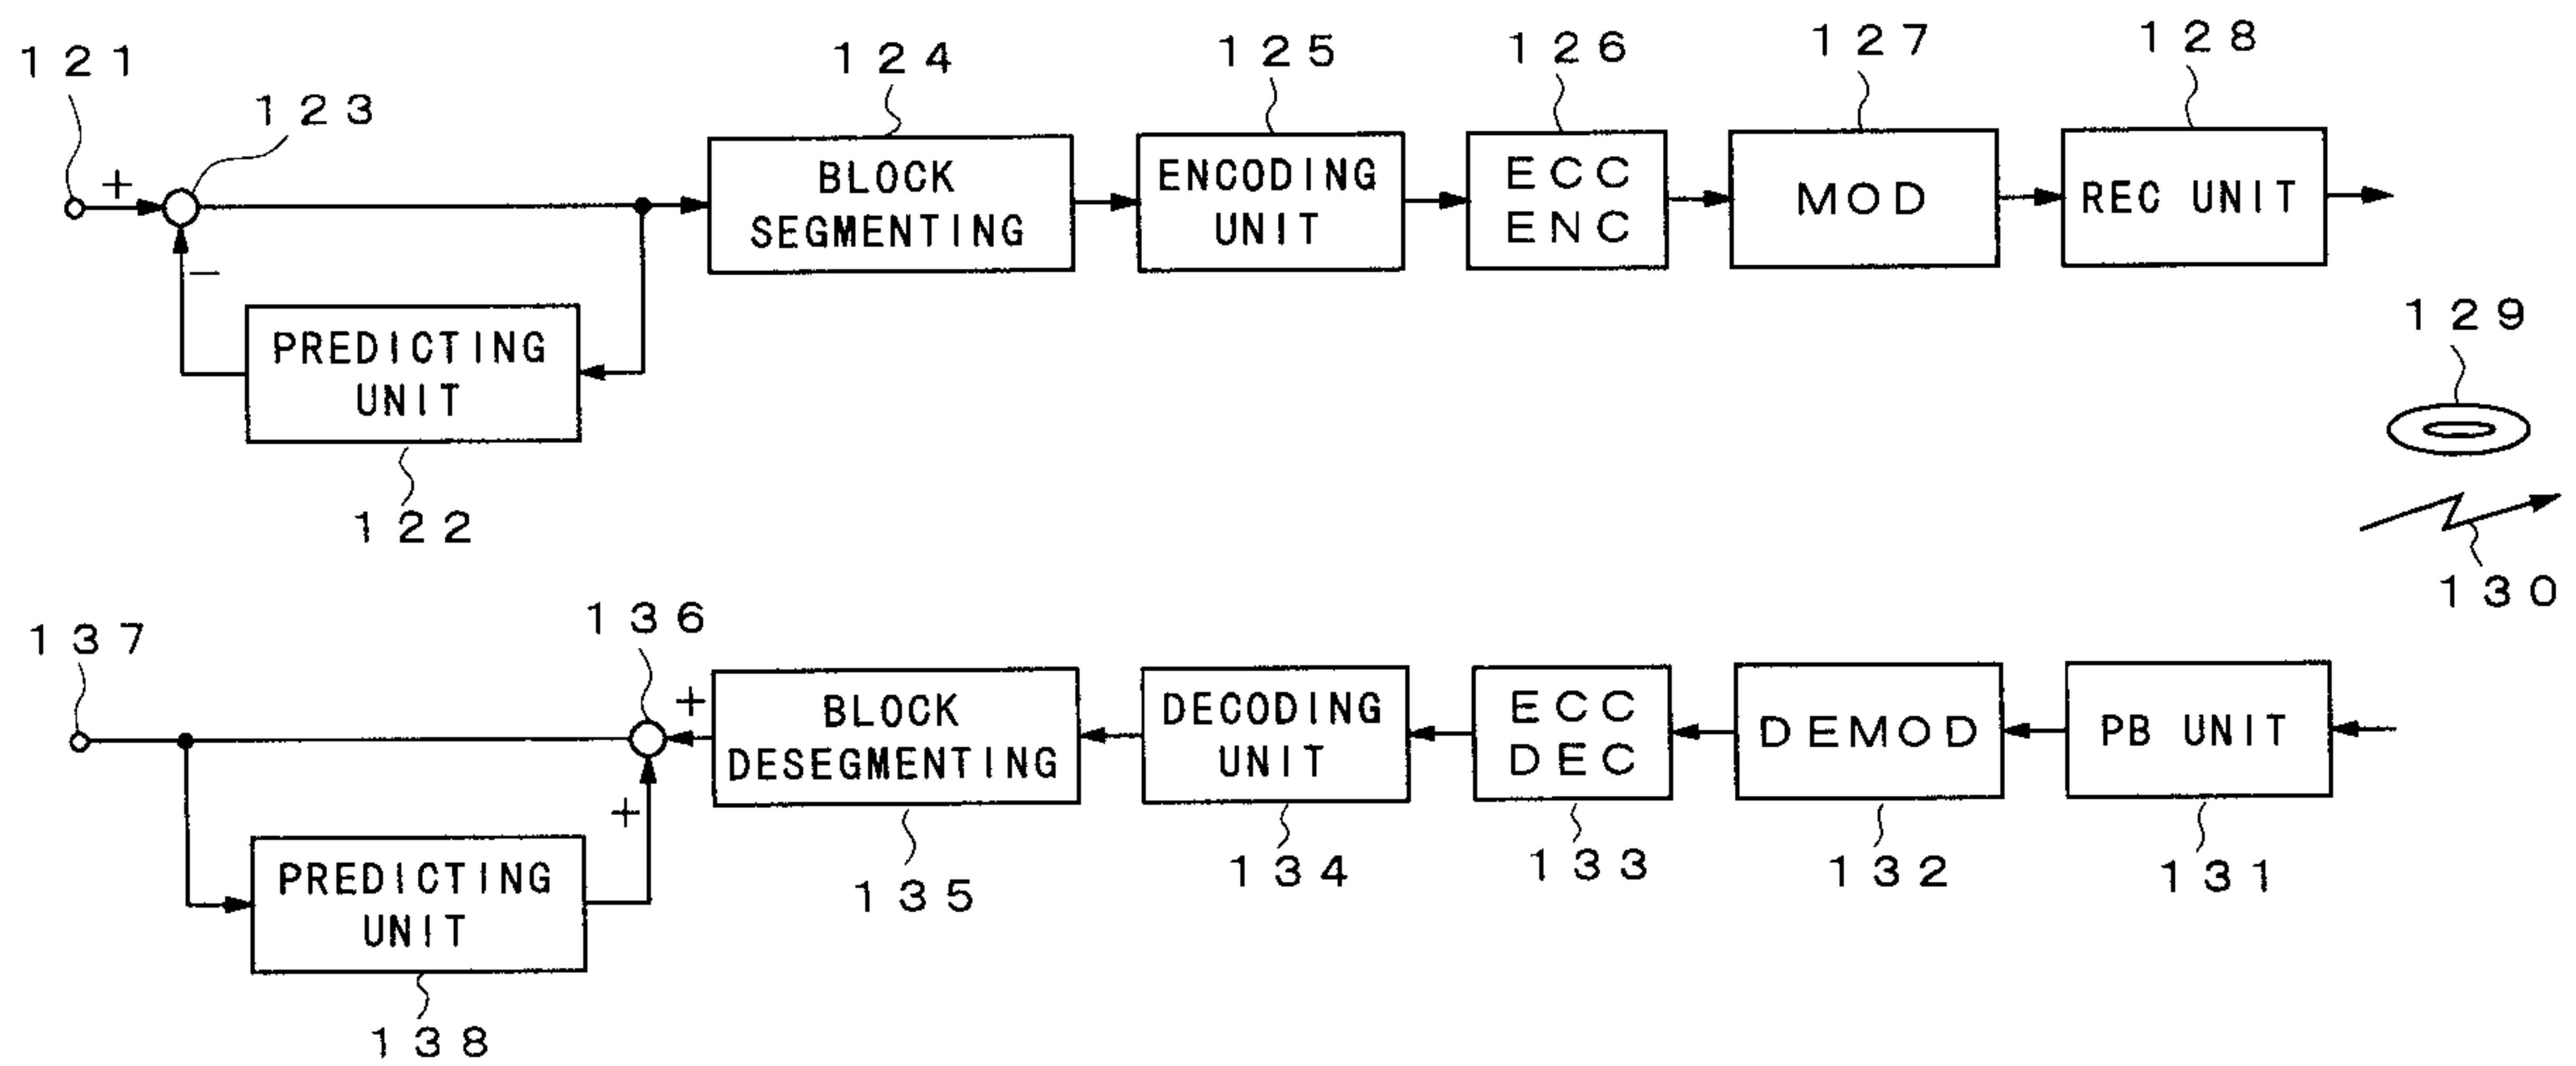 121
123
124
125
126
127
128
+
BLOCK
SEGMENTING
ENCODING
UNIT
ECC
ENC
MOD
REC UNIT
−
PREDICTING
UNIT
122
129
130
137
136
+
BLOCK
DESEGMENTING
DECODING
UNIT
ECC
DEC
DEMOD
PB UNIT
+
PREDICTING
UNIT
135
134
133
132
131
138